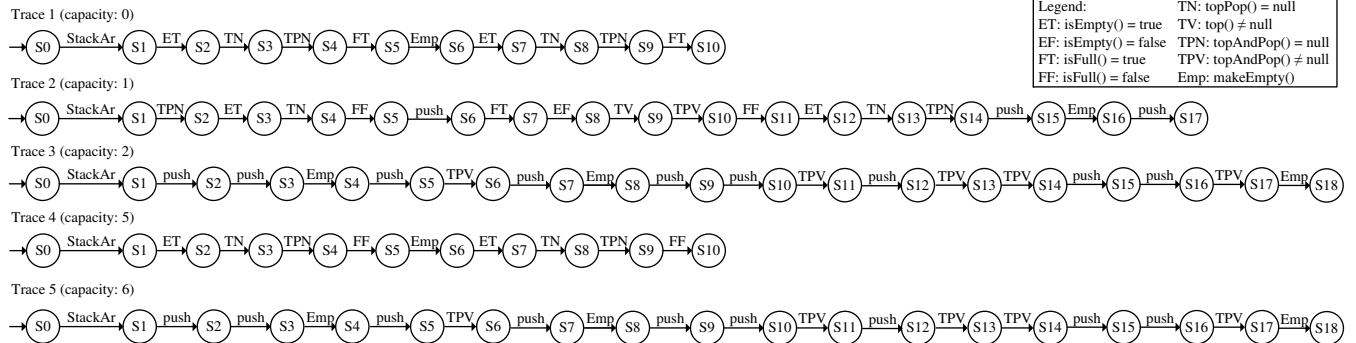 Legend: TN: topPop() = null
ET: isEmpty() = true TV: top() ≠ null
EF: isEmpty() = false TPN: topAndPop() = null
FT: isFull() = true TPV: topAndPop() ≠ null
FF: isFull() = false Emp: makeEmpty()
Trace 1 (capacity: 0)
S0 StackAr S1 ET S2 TN S3 TPN S4 FT S5 Emp S6 ET S7 TN S8 TPN S9 FT S10
Trace 2 (capacity: 1)
S0 StackAr S1 TPN S2 ET S3 TN S4 FF S5 push S6 FT S7 EF S8 TV S9 TPV S10 FF S11 ET S12 TN S13 TPN S14 push S15 Emp S16 push S17
Trace 3 (capacity: 2)
S0 StackAr S1 push S2 push S3 Emp S4 push S5 TPV S6 push S7 Emp S8 push S9 push S10 TPV S11 push S12 TPV S13 TPV S14 push S15 push S16 TPV S17 Emp S18
Trace 4 (capacity: 5)
S0 StackAr S1 ET S2 TN S3 TPN S4 FF S5 Emp S6 ET S7 TN S8 TPN S9 FF S10
Trace 5 (capacity: 6)
S0 StackAr S1 push S2 push S3 Emp S4 push S5 TPV S6 push S7 Emp S8 push S9 push S10 TPV S11 push S12 TPV S13 TPV S14 push S15 push S16 TPV S17 Emp S18